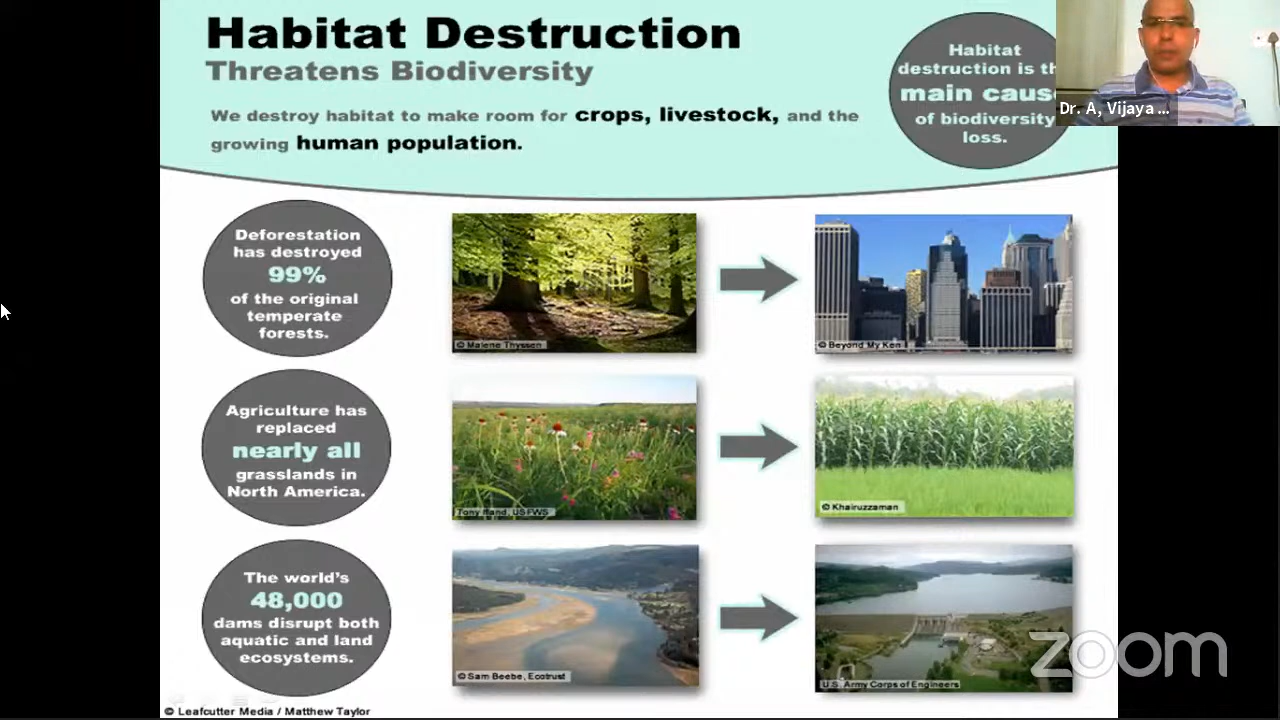 Habitat Destruction
Threatens Biodiversity
We destroy habitat to make room for crops, livestock, and the
growing human population.
Habitat
destruction is th
main caus
of biodiversity
loss.
Dr. A, Vijaya ...
Deforestation
has destroyed
99%
of the original
temperate
forests.
© Malene Thyssen
© Beyond My Ken
Agriculture has
replaced
nearly all
grasslands in
North America.
Tony Ifland, USFWS
© Khairuzzaman
The world's
48,000
dams disrupt both
aquatic and land
ecosystems.
© Sam Beebe, Ecotrust
U.S. Army Corps of Engineers
zoom
© Leafcutter Media / Matthew Taylor